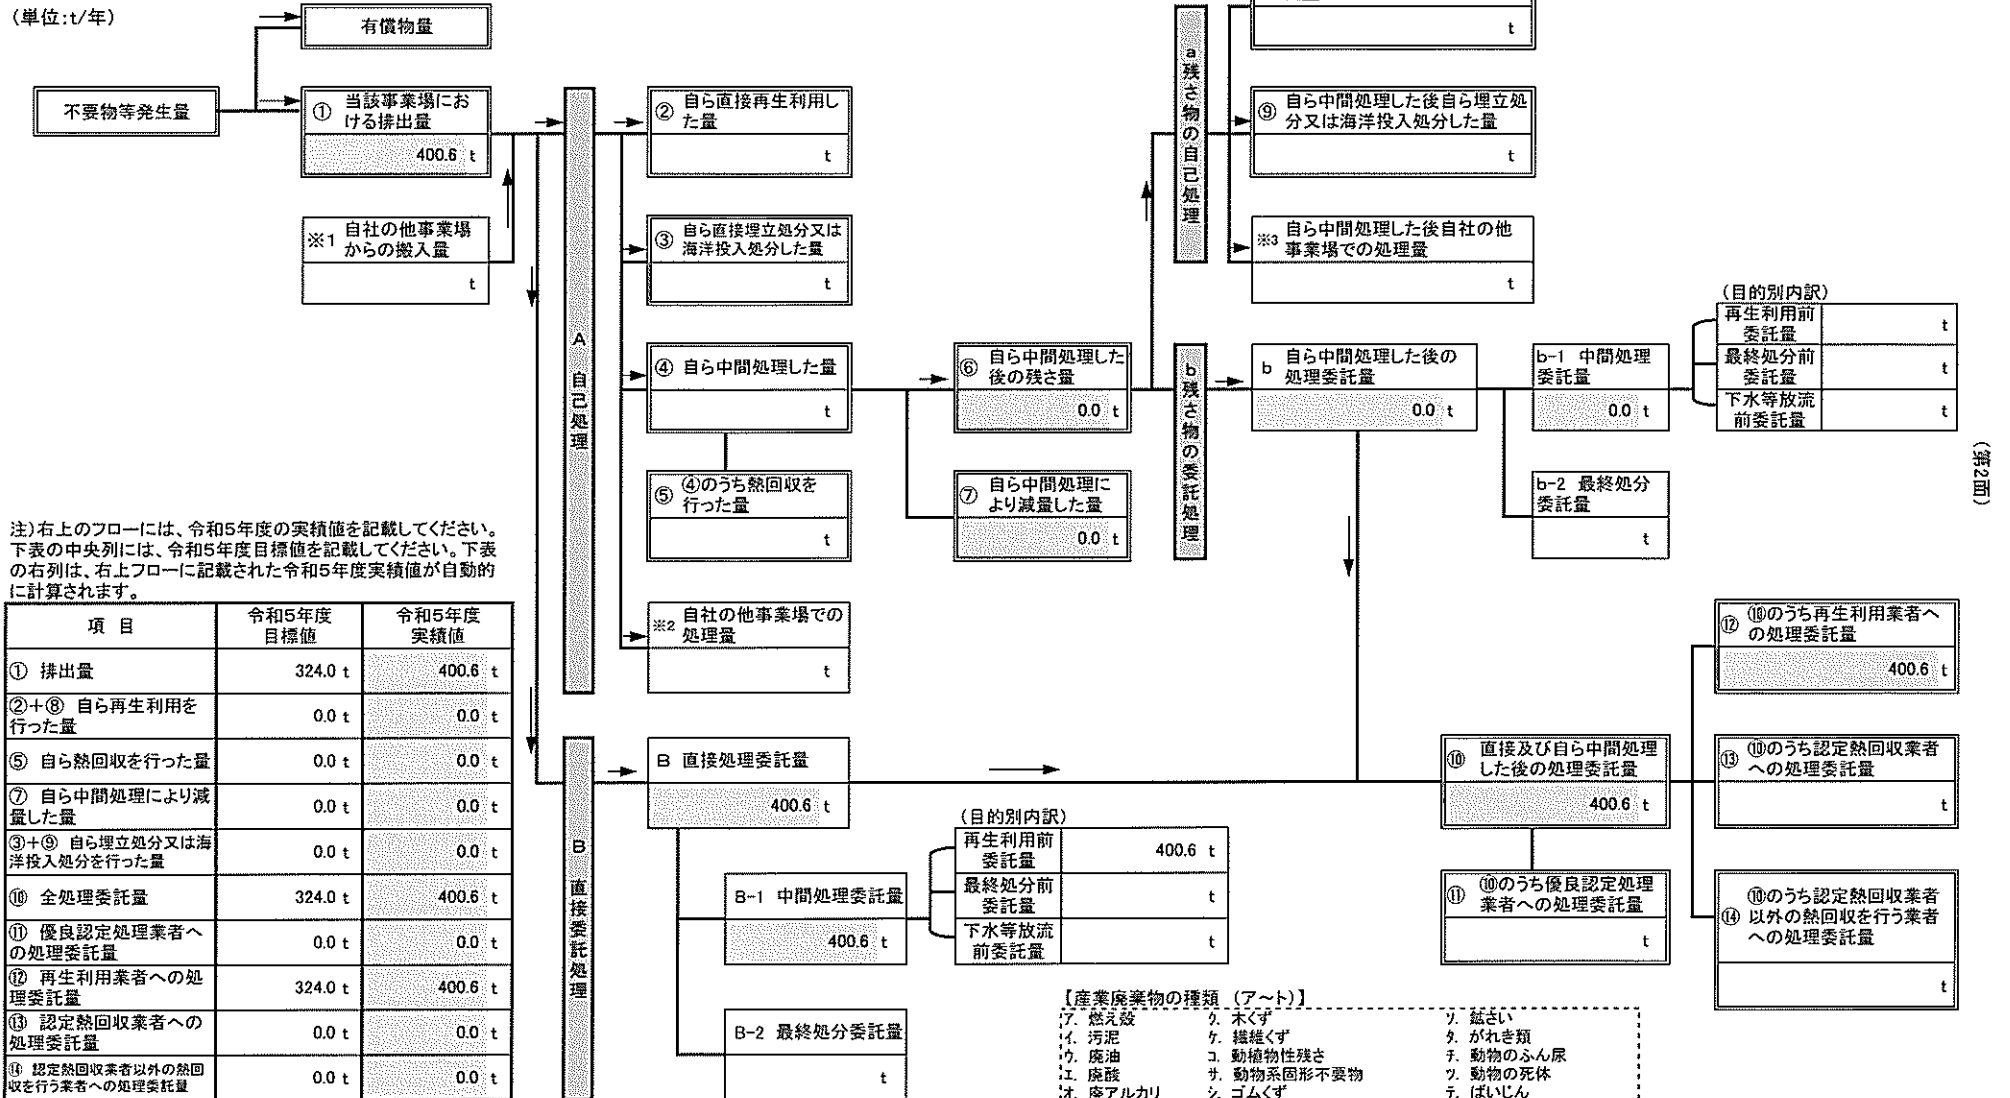 (単位:t/年)
有償物量
不要物等発生量
① 当該事業場にお
ける排出量
400.6 t
※1 自社の他事業場
からの搬入量
t
A 自己処理
② 自ら直接再生利用し
た量
t
③ 自ら直接埋立処分又は
海洋投入処分した量
t
④ 自ら中間処理した量
t
⑤ ④のうち熱回収を
行った量
t
※2 自社の他事業場での
処理量
t
⑥ 自ら中間処理した
後の残さ量
0.0 t
⑦ 自ら中間処理に
より減量した量
0.0 t
a 残さ物の自己処理
t
⑨ 自ら中間処理した後自ら埋立処
分又は海洋投入処分した量
t
※3 自ら中間処理した後自社の他
事業場での処理量
t
b 残さ物の委託処理
b 自ら中間処理した後の
処理委託量
0.0 t
b-1 中間処理
委託量
0.0 t
(目的別内訳)
再生利用前
委託量
t
最終処分前
委託量
t
下水等放流
前委託量
t
b-2 最終処分
委託量
t
(第2面)
注)右上のフローには、令和5年度の実績値を記載してください。
下表の中央列には、令和5年度目標値を記載してください。下表
の右列は、右上フローに記載された令和5年度実績値が自動的
に計算されます。
項 目 令和5年度
目標値 令和5年度
実績値
① 排出量 324.0 t 400.6 t
②+⑧ 自ら再生利用を
行った量 0.0 t 0.0 t
⑤ 自ら熱回収を行った量 0.0 t 0.0 t
⑦ 自ら中間処理により減
量した量 0.0 t 0.0 t
③+⑨ 自ら埋立処分又は海
洋投入処分を行った量 0.0 t 0.0 t
⑩ 全処理委託量 324.0 t 400.6 t
⑪ 優良認定処理業者へ
の処理委託量 0.0 t 0.0 t
⑫ 再生利用業者への処
理委託量 324.0 t 400.6 t
⑬ 認定熱回収業者への
処理委託量 0.0 t 0.0 t
⑭ 認定熱回収業者以外の熱回
収を行う業者への処理委託量 0.0 t 0.0 t
B 直接委託処理
B 直接処理委託量
400.6 t
B-1 中間処理委託量
400.6 t
(目的別内訳)
再生利用前
委託量
400.6 t
最終処分前
委託量
t
下水等放流
前委託量
t
B-2 最終処分委託量
t
⑩ 直接及び自ら中間処理
した後の処理委託量
400.6 t
⑪ ⑩のうち優良認定処理
業者への処理委託量
t
⑫ ⑩のうち再生利用業者へ
の処理委託量
400.6 t
⑬ ⑩のうち認定熱回収業者
への処理委託量
t
⑭ ⑩のうち認定熱回収業者
以外の熱回収を行う業者
への処理委託量
t
【産業廃棄物の種類 (ア～ト)】
ア. 燃え殻 ク. 木くず ソ. 鉱さい
イ. 汚泥 ケ. 繊維くず タ. がれき類
ウ. 廃油 コ. 動植物性残さ チ. 動物のふん尿
エ. 廃酸 サ. 動物系固形不要物 ツ. 動物の死体
オ. 廃アルカリ シ. ゴムくず テ. ばいじん